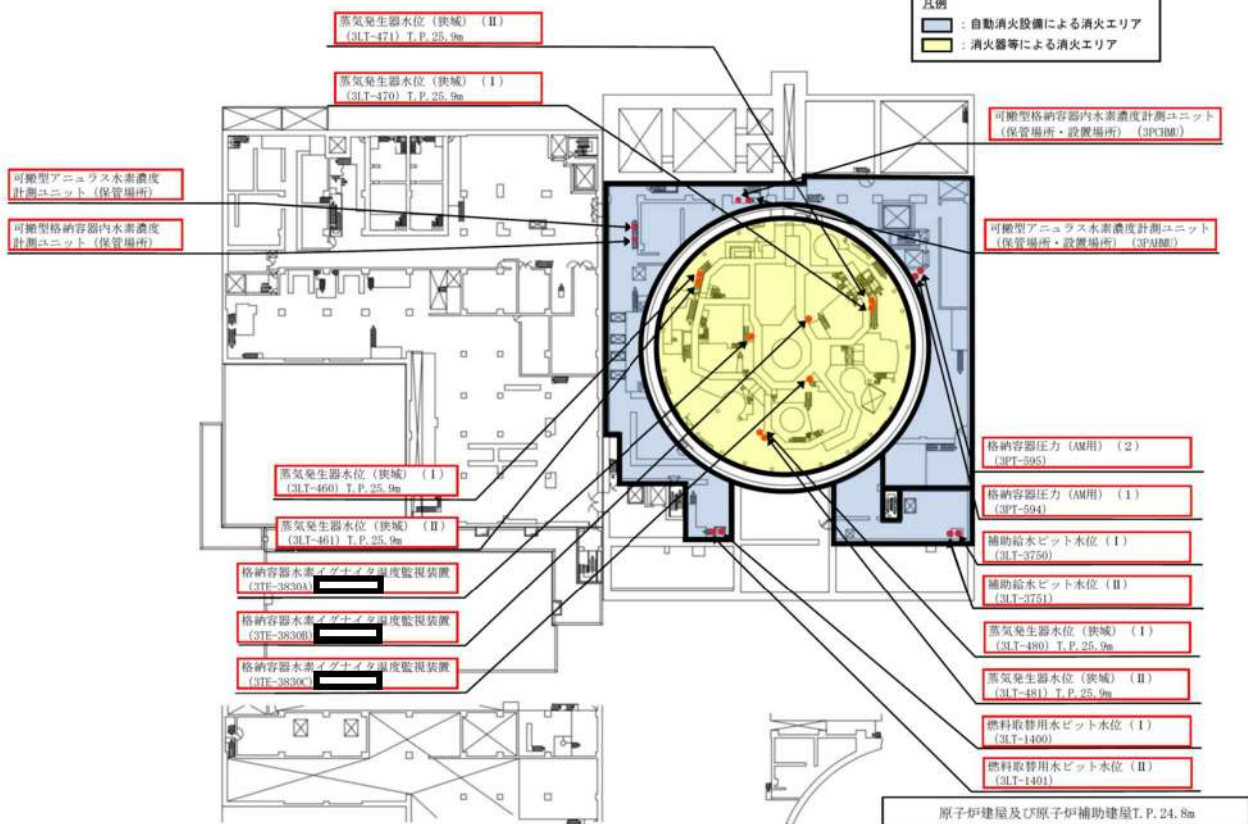 凡例
：自動消火設備による消火エリア
：消火器等による消火エリア
蒸気発生器水位（狭域）（Ⅱ）
(3LT-471) T.P.25.9m
蒸気発生器水位（狭域）（Ⅰ）
(3LT-470) T.P.25.9m
可搬型格納容器内水素濃度計測ユニット
（保管場所・設置場所）（3PCHMU）
可搬型アニュラス水素濃度
計測ユニット（保管場所）
可搬型格納容器内水素濃度
計測ユニット（保管場所）
可搬型アニュラス水素濃度計測ユニット
（保管場所・設置場所）（3PAHMU）
蒸気発生器水位（狭域）（Ⅰ）
(3LT-460) T.P.25.9m
蒸気発生器水位（狭域）（Ⅱ）
(3LT-461) T.P.25.9m
格納容器水素イグナイタ温度監視装置
(3TE-3830A)
格納容器水素イグナイタ温度監視装置
(3TE-3830B)
格納容器水素イグナイタ温度監視装置
(3TE-3830C)
格納容器圧力（AM用）（2）
(3PT-595)
格納容器圧力（AM用）（1）
(3PT-594)
補助給水ピット水位（Ⅰ）
(3LT-3750)
補助給水ピット水位（Ⅱ）
(3LT-3751)
蒸気発生器水位（狭域）（Ⅰ）
(3LT-480) T.P.25.9m
蒸気発生器水位（狭域）（Ⅱ）
(3LT-481) T.P.25.9m
燃料取替用水ピット水位（Ⅰ）
(3LT-1400)
燃料取替用水ピット水位（Ⅱ）
(3LT-1401)
原子炉建屋及び原子炉補助建屋T.P.24.8m